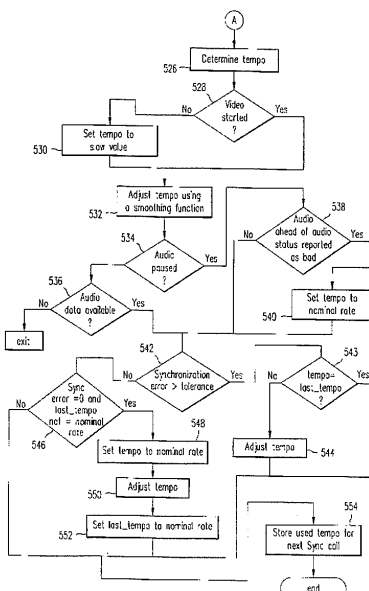 A
Determine tempo
526
528
Video
started
?
No
Yes
Set tempo to
slow value
530
Adjust tempo using
a smoothing function
532
534
Audio
paused
?
Yes
538
Audio
ahead of audio
status reported
as bad
Yes
536
Audio
data available
?
No
Yes
exit
Set tempo to
nominal rate
540
542
Synchronization
error > tolerance
No
Yes
543
tempo=
last_tempo
?
No
Yes
Sync
error =0 and
last_tempo
not = nominal
rate
No
Yes
546
548
Set tempo to nominal rate
Adjust tempo
544
Adjust tempo
550
Set last_tempo to nominal rate
552
554
Store used tempo for
next Sync call
end